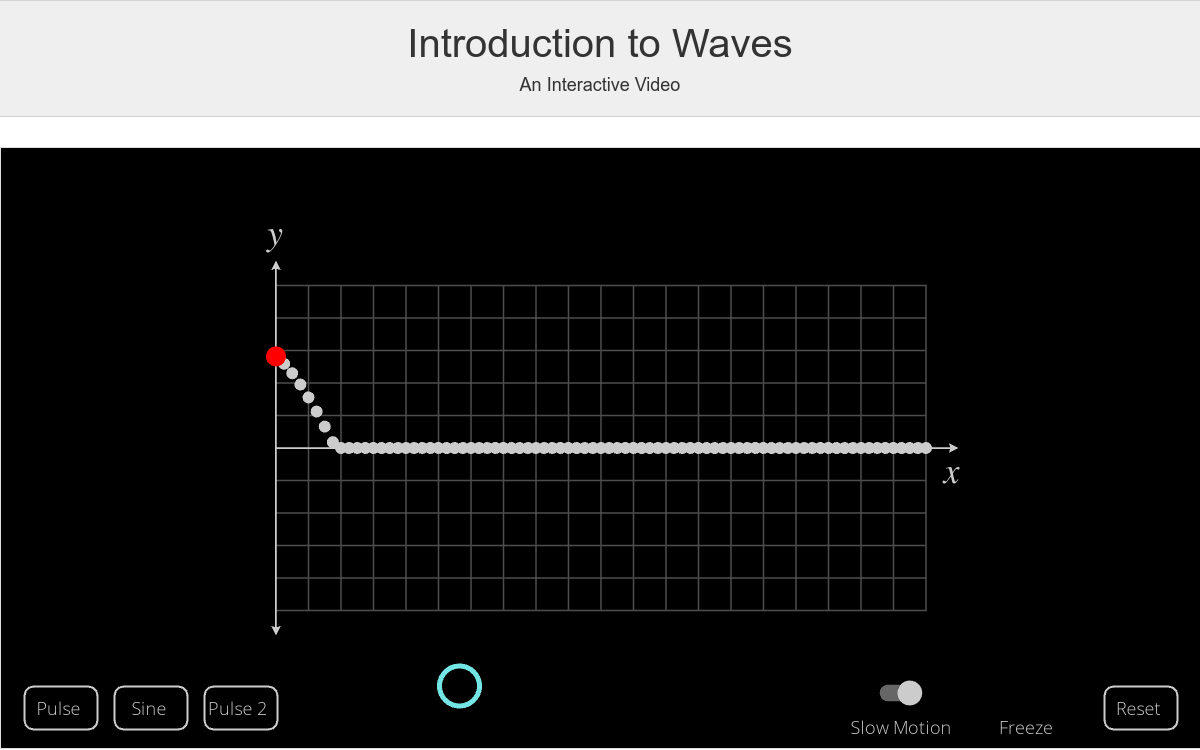 Introduction to Waves
An Interactive Video
y
x
Pulse
Sine
Pulse 2
Slow Motion
Freeze
Reset